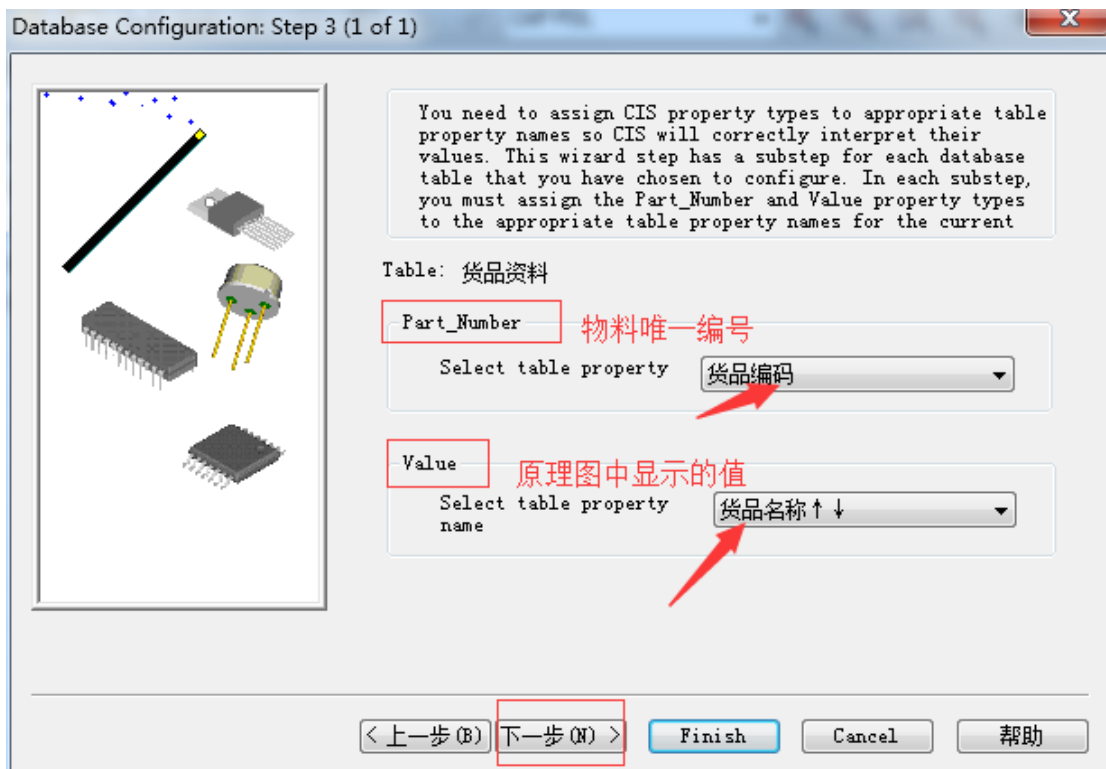 Database Configuration: Step 3 (1 of 1)
X
You need to assign CIS property types to appropriate table
property names so CIS will correctly interpret their
values. This wizard step has a substep for each database
table that you have chosen to configure. In each substep,
you must assign the Part_Number and Value property types
to the appropriate table property names for the current
Table: 货品资料
Part_Number 物料唯一编号
Select table property 货品编码
Value 原理图中显示的值
Select table property
name 货品名称↑↓
< 上一步(B) 下一步(N) > Finish Cancel 帮助